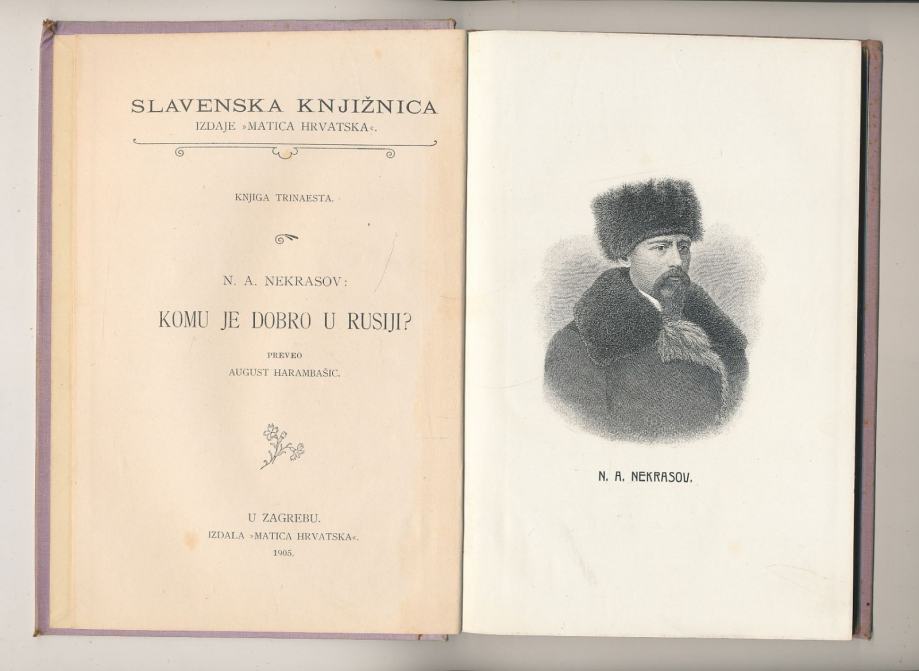 SLAVENSKA KNJIŽNICA
IZDAJE »MATICA HRVATSKA«.
KNJIGA TRINAESTA.
N. A. NEKRASOV:
KOMU JE DOBRO U RUSIJI?
PREVEO
AUGUST HARAMBAŠIC.
U ZAGREBU.
IZDALA »MATICA HRVATSKA«.
1905.
N. A. NEKRASOV.